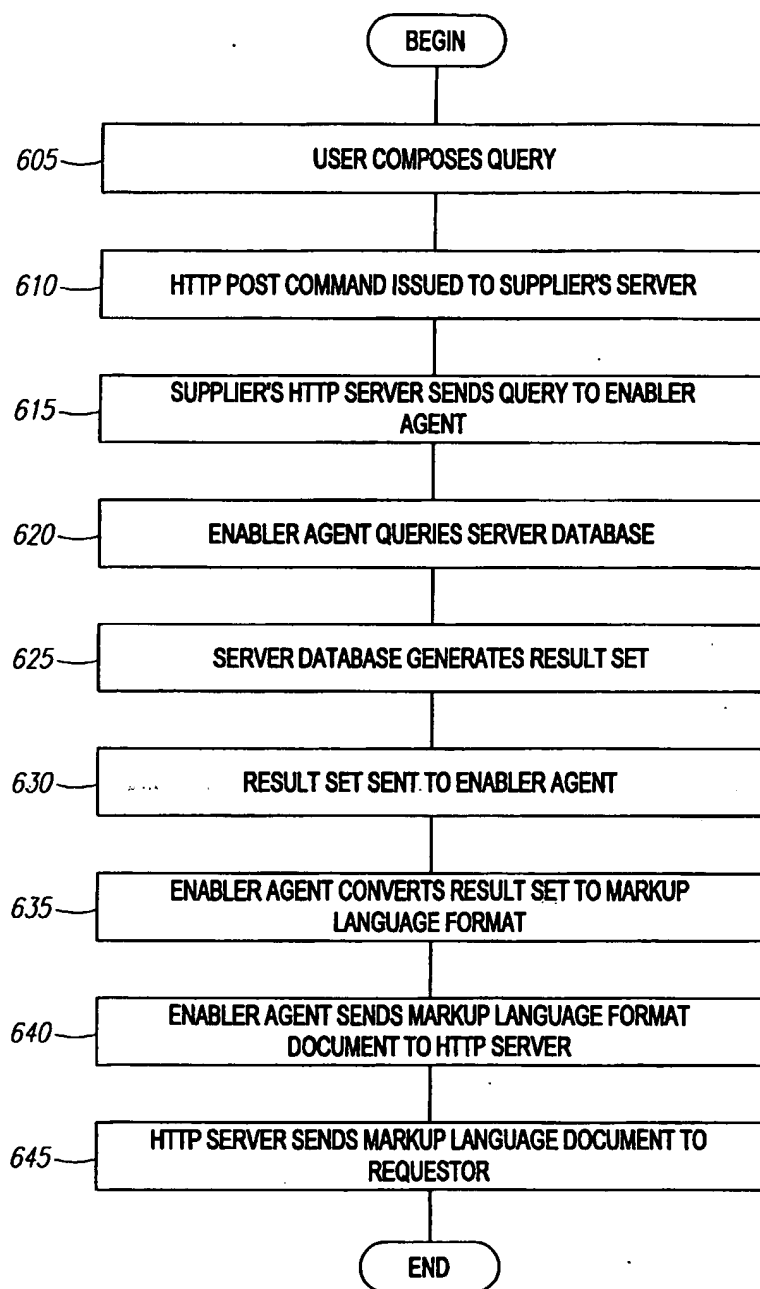 BEGIN
605
USER COMPOSES QUERY
610
HTTP POST COMMAND ISSUED TO SUPPLIER'S SERVER
615
SUPPLIER'S HTTP SERVER SENDS QUERY TO ENABLER
AGENT
620
ENABLER AGENT QUERIES SERVER DATABASE
625
SERVER DATABASE GENERATES RESULT SET
630
RESULT SET SENT TO ENABLER AGENT
635
ENABLER AGENT CONVERTS RESULT SET TO MARKUP
LANGUAGE FORMAT
640
ENABLER AGENT SENDS MARKUP LANGUAGE FORMAT
DOCUMENT TO HTTP SERVER
645
HTTP SERVER SENDS MARKUP LANGUAGE DOCUMENT TO
REQUESTOR
END